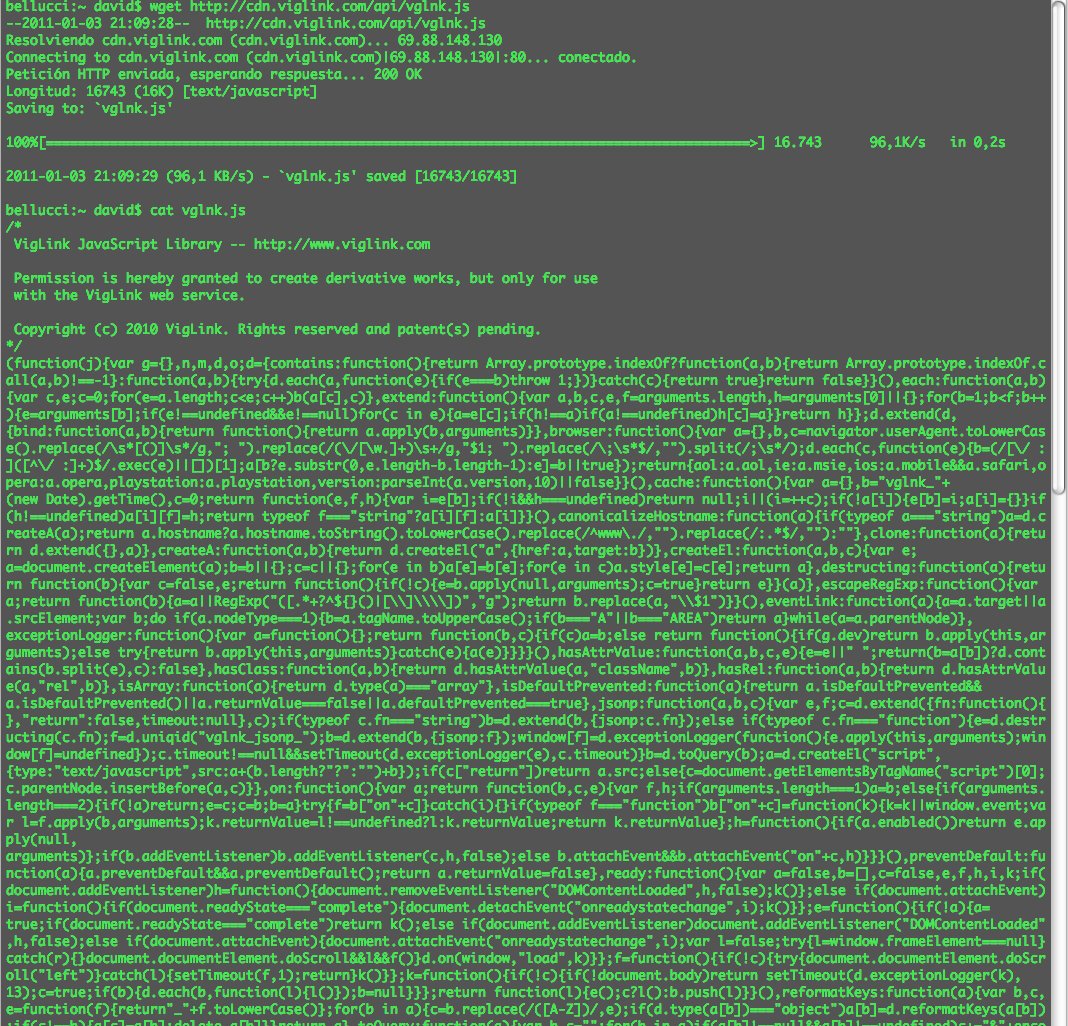 bellucci:~ david$ wget http://cdn.viglink.com/api/vglnk.js
--2011-01-03 21:09:28--  http://cdn.viglink.com/api/vglnk.js
Resolviendo cdn.viglink.com (cdn.viglink.com)... 69.88.148.130
Connecting to cdn.viglink.com (cdn.viglink.com)|69.88.148.130|:80... conectado.
Petición HTTP enviada, esperando respuesta... 200 OK
Longitud: 16743 (16K) [text/javascript]
Saving to: `vglnk.js'
100%[======================================================================================>] 16.743      96,1K/s   in 0,2s
2011-01-03 21:09:29 (96,1 KB/s) - `vglnk.js' saved [16743/16743]
bellucci:~ david$ cat vglnk.js
/*
 VigLink JavaScript Library -- http://www.viglink.com
 Permission is hereby granted to create derivative works, but only for use
 with the VigLink web service.
 Copyright (c) 2010 VigLink. Rights reserved and patent(s) pending.
*/
(function(j){var g={},n,m,d,o;d={contains:function(){return Array.prototype.indexOf?function(a,b){return Array.prototype.indexOf.c
all(a,b)!==-1}:function(a,b){try{d.each(a,function(e){if(e===b)throw 1;})}catch(c){return true}return false}}(),each:function(a,b)
{var c,e;c=0;for(e=a.length;c<e;c++)b(a[c],c)},extend:function(){var a,b,c,e,f=arguments.length,h=arguments[0]||{};for(b=1;b<f;b++
){e=arguments[b];if(e!==undefined&&e!==null)for(c in e){a=e[c];if(h!==a)if(a!==undefined)h[c]=a}}return h}};d.extend(d,
{bind:function(a,b){return function(){return a.apply(b,arguments)}},browser:function(){var a={},b,c=navigator.userAgent.toLowerCas
e().replace(/\s*[()]\s*/g,"; ").replace(/(\/[\w.]+)\s+/g,"$1; ").replace(/\;\s*$/,"").split(/;\s*/);d.each(c,function(e){b=(/[\/ :
]([^\/ :]+)$/.exec(e)||[])[1];a[b?e.substr(0,e.length-b.length-1):e]=b||true});return{aol:a.aol,ie:a.msie,ios:a.mobile&&a.safari,o
pera:a.opera,playstation:a.playstation,version:parseInt(a.version,10)||false}}(),cache:function(){var a={},b="vglnk_"+
(new Date).getTime(),c=0;return function(e,f,h){var i=e[b];if(!i&&h===undefined)return null;i||(i=++c);if(!a[i]){e[b]=i;a[i]={}}if
(h!==undefined)a[i][f]=h;return typeof f==="string"?a[i][f]:a[i]}}(),canonicalizeHostname:function(a){if(typeof a==="string")a=d.c
reateA(a);return a.hostname?a.hostname.toString().toLowerCase().replace(/^www\./,"").replace(/:.*$/,""):""},clone:function(a){retu
rn d.extend({},a)},createA:function(a,b){return d.createEl("a",{href:a,target:b})},createEl:function(a,b,c){var e;
a=document.createElement(a);b=b||{};c=c||{};for(e in b)a[e]=b[e];for(e in c)a.style[e]=c[e];return a},destructing:function(a){retu
rn function(b){var c=false,e;return function(){if(!c){e=b.apply(null,arguments);c=true}return e}}(a)},escapeRegExp:function(){var
a;return function(b){a=a||RegExp("([.*+?^${}()|[\\]\\\\])","g");return b.replace(a,"\\$1")}}(),eventLink:function(a){a=a.target||a
.srcElement;var b;do if(a.nodeType===1){b=a.tagName.toUpperCase();if(b==="A"||b==="AREA")return a}while(a=a.parentNode)},
exceptionLogger:function(){var a=function(){};return function(b,c){if(c)a=b;else return function(){if(g.dev)return b.apply(this,ar
guments);else try{return b.apply(this,arguments)}catch(e){a(e)}}}}(),hasAttrValue:function(a,b,c,e){e=e||" ";return(b=a[b])?d.cont
ains(b.split(e),c):false},hasClass:function(a,b){return d.hasAttrValue(a,"className",b)},hasRel:function(a,b){return d.hasAttrValu
e(a,"rel",b)},isArray:function(a){return d.type(a)==="array"},isDefaultPrevented:function(a){return a.isDefaultPrevented&&
a.isDefaultPrevented()||a.returnValue===false||a.defaultPrevented===true},jsonp:function(a,b,c){var e,f;c=d.extend({fn:function(){
},"return":false,timeout:null},c);if(typeof c.fn==="string")b=d.extend(b,{jsonp:c.fn});else if(typeof c.fn==="function"){e=d.destr
ucting(c.fn);f=d.uniqid("vglnk_jsonp_");b=d.extend(b,{jsonp:f});window[f]=d.exceptionLogger(function(){e.apply(this,arguments);win
dow[f]=undefined});c.timeout!==null&&setTimeout(d.exceptionLogger(e),c.timeout)}b=d.toQuery(b);a=d.createEl("script",
{type:"text/javascript",src:a+(b.length?"?":"")+b});if(c["return"])return a.src;else{c=document.getElementsByTagName("script")[0];
c.parentNode.insertBefore(a,c)}},on:function(){var a;return function(b,c,e){var f,h;if(arguments.length===1)a=b;else{if(arguments.
length===2){if(!a)return;e=c;c=b;b=a}try{f=b["on"+c]}catch(i){}if(typeof f==="function")b["on"+c]=function(k){k=k||window.event;va
r l=f.apply(b,arguments);k.returnValue=l!==undefined?l:k.returnValue;return k.returnValue};h=function(){if(a.enabled())return e.ap
ply(null,
arguments)};if(b.addEventListener)b.addEventListener(c,h,false);else b.attachEvent&&b.attachEvent("on"+c,h)}}}(),preventDefault:fu
nction(a){a.preventDefault&&a.preventDefault();return a.returnValue=false},ready:function(){var a=false,b=[],c=false,e,f,h,i,k;if(
document.addEventListener)h=function(){document.removeEventListener("DOMContentLoaded",h,false);k()};else if(document.attachEvent)
i=function(){if(document.readyState==="complete"){document.detachEvent("onreadystatechange",i);k()}};e=function(){if(!a){a=
true;if(document.readyState==="complete")return k();else if(document.addEventListener)document.addEventListener("DOMContentLoaded"
,h,false);else if(document.attachEvent){document.attachEvent("onreadystatechange",i);var l=false;try{l=window.frameElement===null}
catch(r){}document.documentElement.doScroll&&l&&f()}d.on(window,"load",k)}};f=function(){if(!c){try{document.documentElement.doScr
oll("left")}catch(l){setTimeout(f,1);return}k()}};k=function(){if(!c){if(!document.body)return setTimeout(d.exceptionLogger(k),
13);c=true;if(b){d.each(b,function(l){l()});b=null}}};return function(l){e();c?l():b.push(l)}}(),reformatKeys:function(a){var b,c,
e=function(f){return"_"+f.toLowerCase()};for(b in a){c=b.replace(/([A-Z])/,e);if(d.type(a[b])==="object")a[b]=d.reformatKeys(a[b])